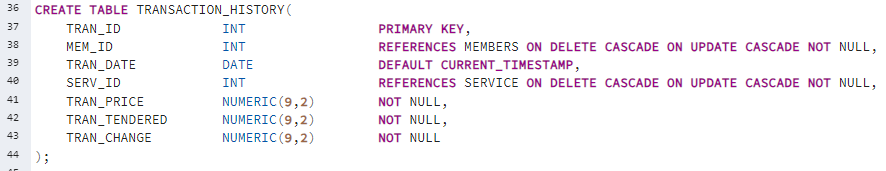 36 CREATE TABLE TRANSACTION_HISTORY(
37 TRAN_ID INT PRIMARY KEY,
38 MEM_ID INT REFERENCES MEMBERS ON DELETE CASCADE ON UPDATE CASCADE NOT NULL,
39 TRAN_DATE DATE DEFAULT CURRENT_TIMESTAMP,
40 SERV_ID INT REFERENCES SERVICE ON DELETE CASCADE ON UPDATE CASCADE NOT NULL,
41 TRAN_PRICE NUMERIC(9,2) NOT NULL,
42 TRAN_TENDERED NUMERIC(9,2) NOT NULL,
43 TRAN_CHANGE NUMERIC(9,2) NOT NULL
44 );